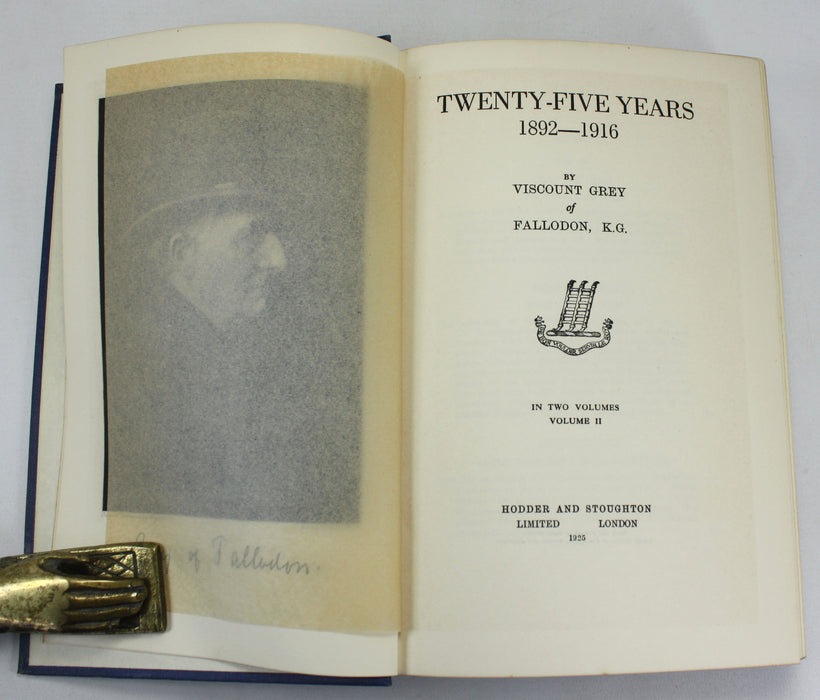 of Fallodon.
TWENTY-FIVE YEARS
1892—1916
BY
VISCOUNT GREY
of
FALLODON, K.G.
IN TWO VOLUMES
VOLUME II
HODDER AND STOUGHTON
LIMITED LONDON
1925